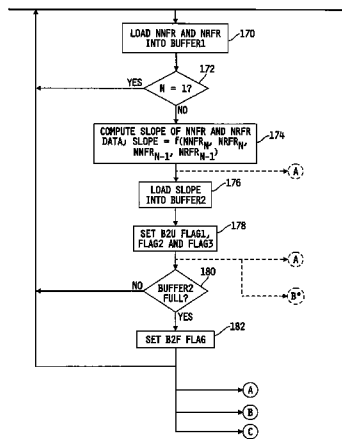 LOAD NNFR AND NRFR
INTO BUFFER1
170
172
YES
N = 1?
NO
COMPUTE SLOPE OF NNFR AND NRFR
DATA; SLOPE = f(NNFRN, NRFRN,
NNFRN-1, NRFRN-1)
174
A
176
LOAD SLOPE
INTO BUFFER2
178
SET B2U FLAG1,
FLAG2 AND FLAG3
A
180
NO
BUFFER2
FULL?
B*
YES
182
SET B2F FLAG
A
B
C